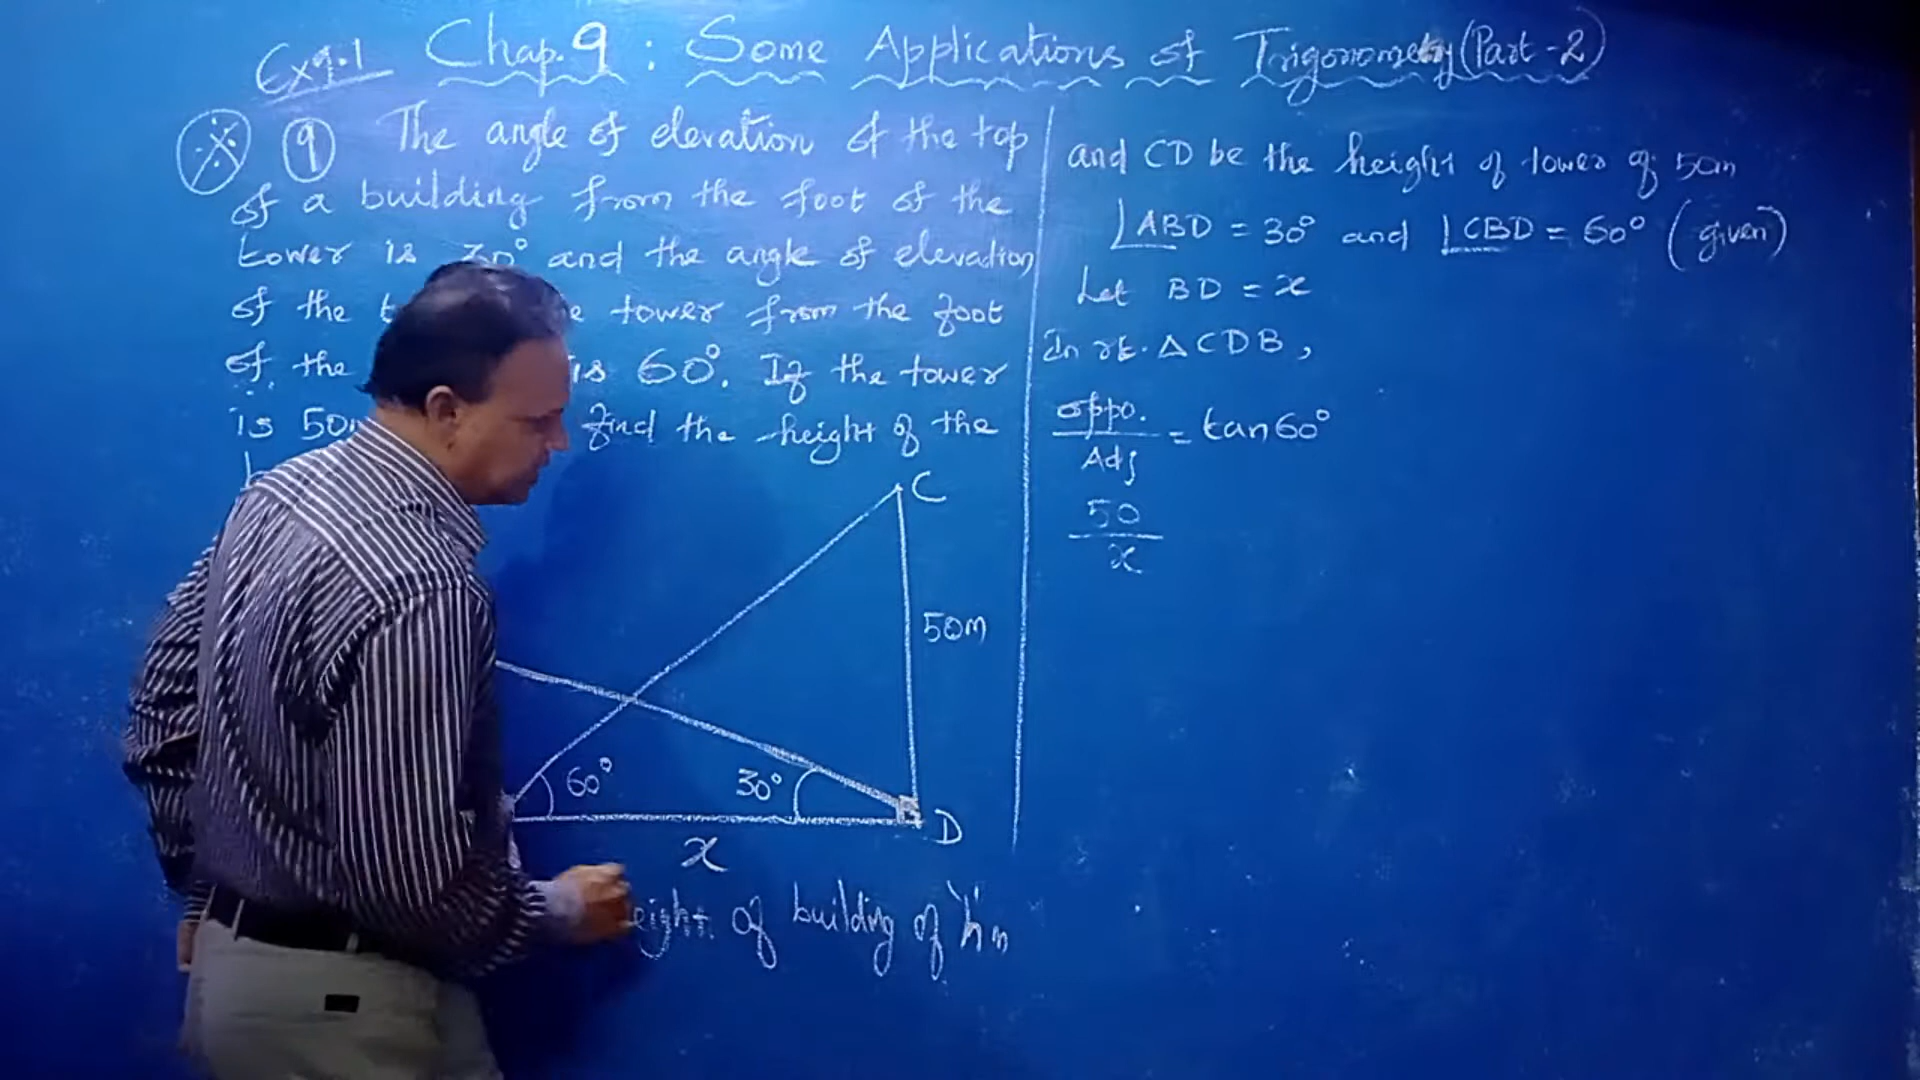 Ex9.1 Chap.9 : Some Applications of Trigonometry (Part-2)
9 The angle of elevation of the top
of a building from the foot of the
tower is 30° and the angle of elevation
of the tower from the foot
of the is 60°. If the tower
is 50m find the height of the
C
50m
60°
30°
D
x
height of building of 'h'm
and CD be the height of tower of 50m
∠ABD = 30° and ∠CBD = 60° (given)
Let BD = x
In rt. △CDB,
oppo. / Adj = tan60°
50 / x